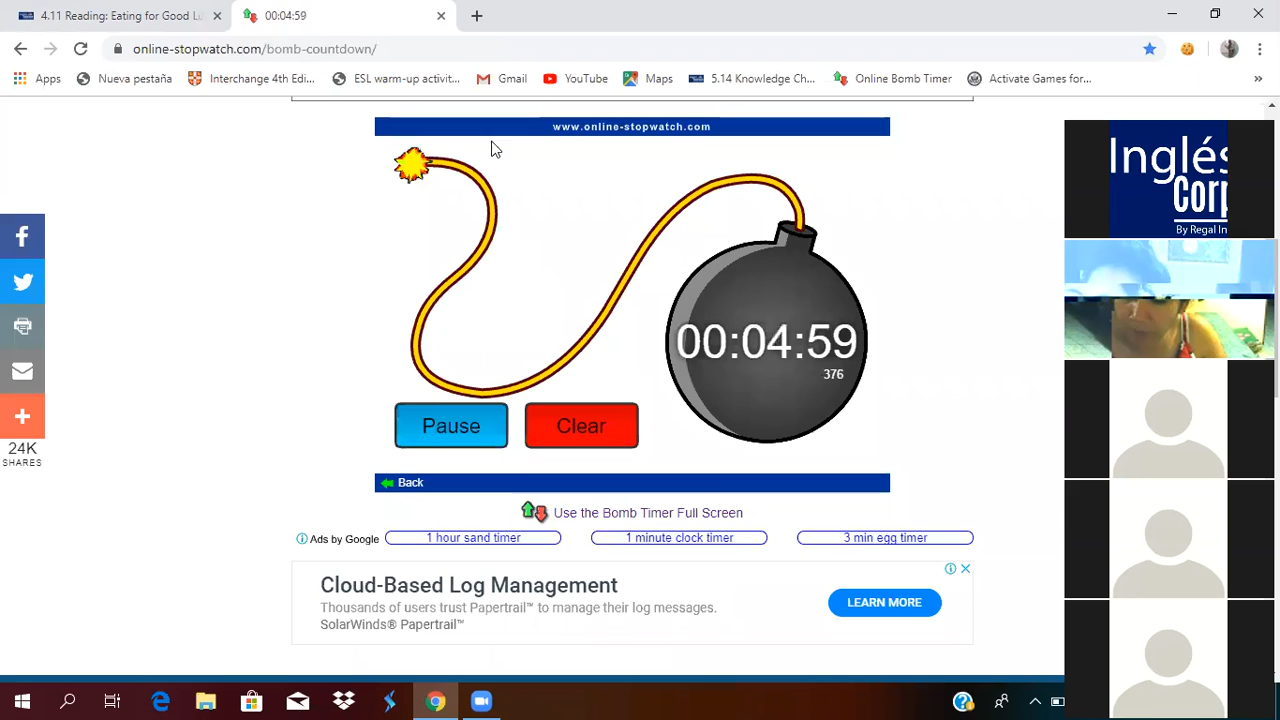 4.11 Reading: Eating for Good Lu
00:04:59
online-stopwatch.com/bomb-countdown/
Apps
Nueva pestaña
Interchange 4th Edi...
ESL warm-up activit...
Gmail
YouTube
Maps
5.14 Knowledge Ch...
Online Bomb Timer
Activate Games for...
»
www.online-stopwatch.com
Inglés
Corp
By Regal In
00:04:59
376
Pause
Clear
24K
SHARES
Back
Use the Bomb Timer Full Screen
Ads by Google
1 hour sand timer
1 minute clock timer
3 min egg timer
Cloud-Based Log Management
Thousands of users trust Papertrail™ to manage their log messages.
SolarWinds® Papertrail™
LEARN MORE